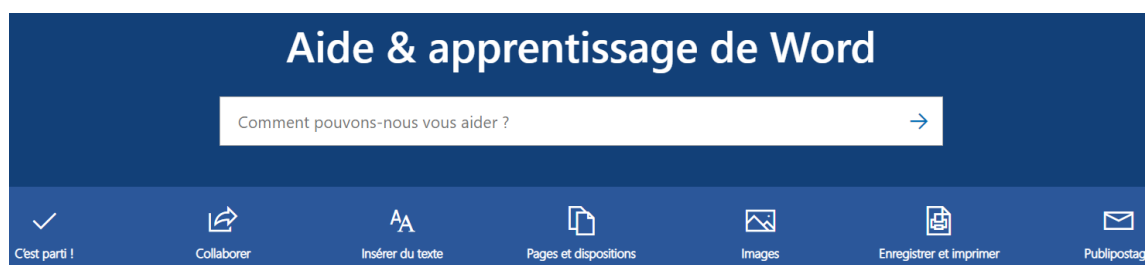 Aide & apprentissage de Word
Comment pouvons-nous vous aider ?
C'est parti !
Collaborer
Insérer du texte
Pages et dispositions
Images
Enregistrer et imprimer
Publipostag